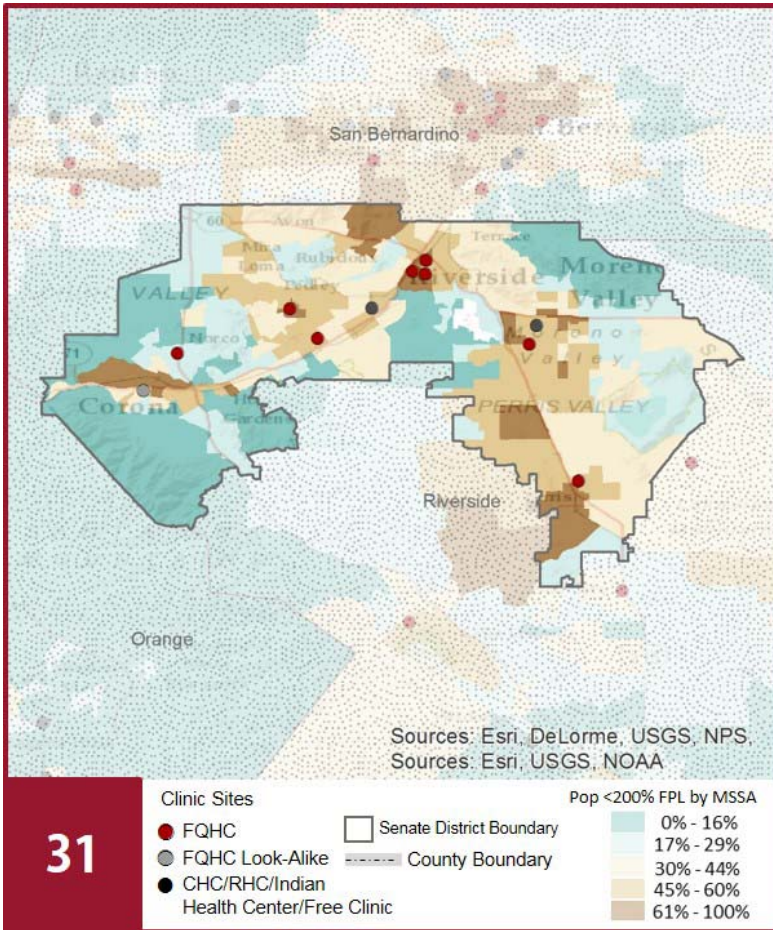 San Bernardino
60
Avon
Terrace
Mira
Loma
Rubidoux
Pedley
Riverside
Moreno
Valley
VALLEY
Norco
Valley
71
Corona
Gardens
PERRIS VALLEY
Riverside
Orange
Sources: Esri, DeLorme, USGS, NPS,
Sources: Esri, USGS, NOAA
31
Clinic Sites
FQHC
FQHC Look-Alike
CHC/RHC/Indian
Health Center/Free Clinic
Senate District Boundary
County Boundary
Pop <200% FPL by MSSA
0% - 16%
17% - 29%
30% - 44%
45% - 60%
61% - 100%